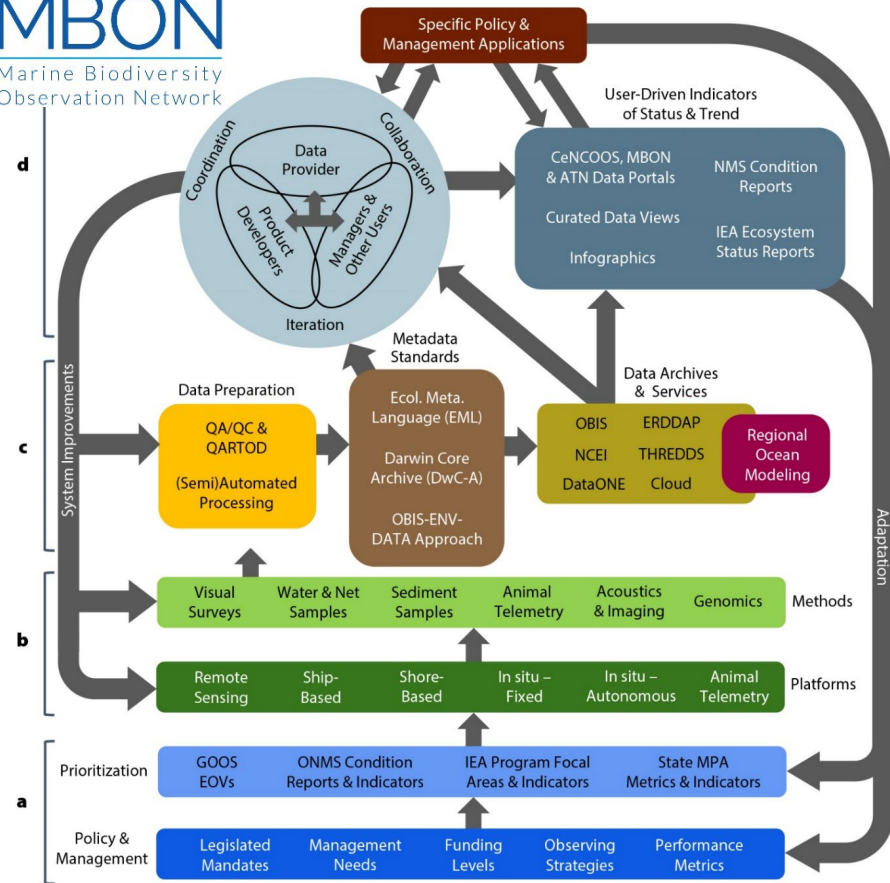 MBON
Marine Biodiversity
Observation Network
Specific Policy &
Management Applications
d
Coordination
Collaboration
Iteration
Data
Provider
Product
Developers
Managers &
Other Users
User-Driven Indicators
of Status & Trend
CeNCOOS, MBON
& ATN Data Portals
Curated Data Views
Infographics
NMS Condition
Reports
IEA Ecosystem
Status Reports
System Improvements
Adaptation
c
Data Preparation
QA/QC &
QARTOD
(Semi)Automated
Processing
Metadata
Standards
Ecol. Meta.
Language (EML)
Darwin Core
Archive (DwC-A)
OBIS-ENV-
DATA Approach
Data Archives
& Services
OBIS ERDDAP
NCEI THREDDS
DataONE Cloud
Regional
Ocean
Modeling
b
Visual
Surveys
Water & Net
Samples
Sediment
Samples
Animal
Telemetry
Acoustics
& Imaging
Genomics
Methods
Remote
Sensing
Ship-
Based
Shore-
Based
In situ –
Fixed
In situ –
Autonomous
Animal
Telemetry
Platforms
a
Prioritization
GOOS
EOVs
ONMS Condition
Reports & Indicators
IEA Program Focal
Areas & Indicators
State MPA
Metrics & Indicators
Policy &
Management
Legislated
Mandates
Management
Needs
Funding
Levels
Observing
Strategies
Performance
Metrics